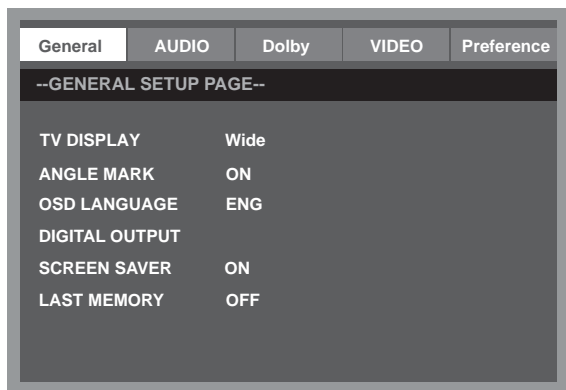 General AUDIO Dolby VIDEO Preference
--GENERAL SETUP PAGE--
TV DISPLAY Wide
ANGLE MARK ON
OSD LANGUAGE ENG
DIGITAL OUTPUT
SCREEN SAVER ON
LAST MEMORY OFF